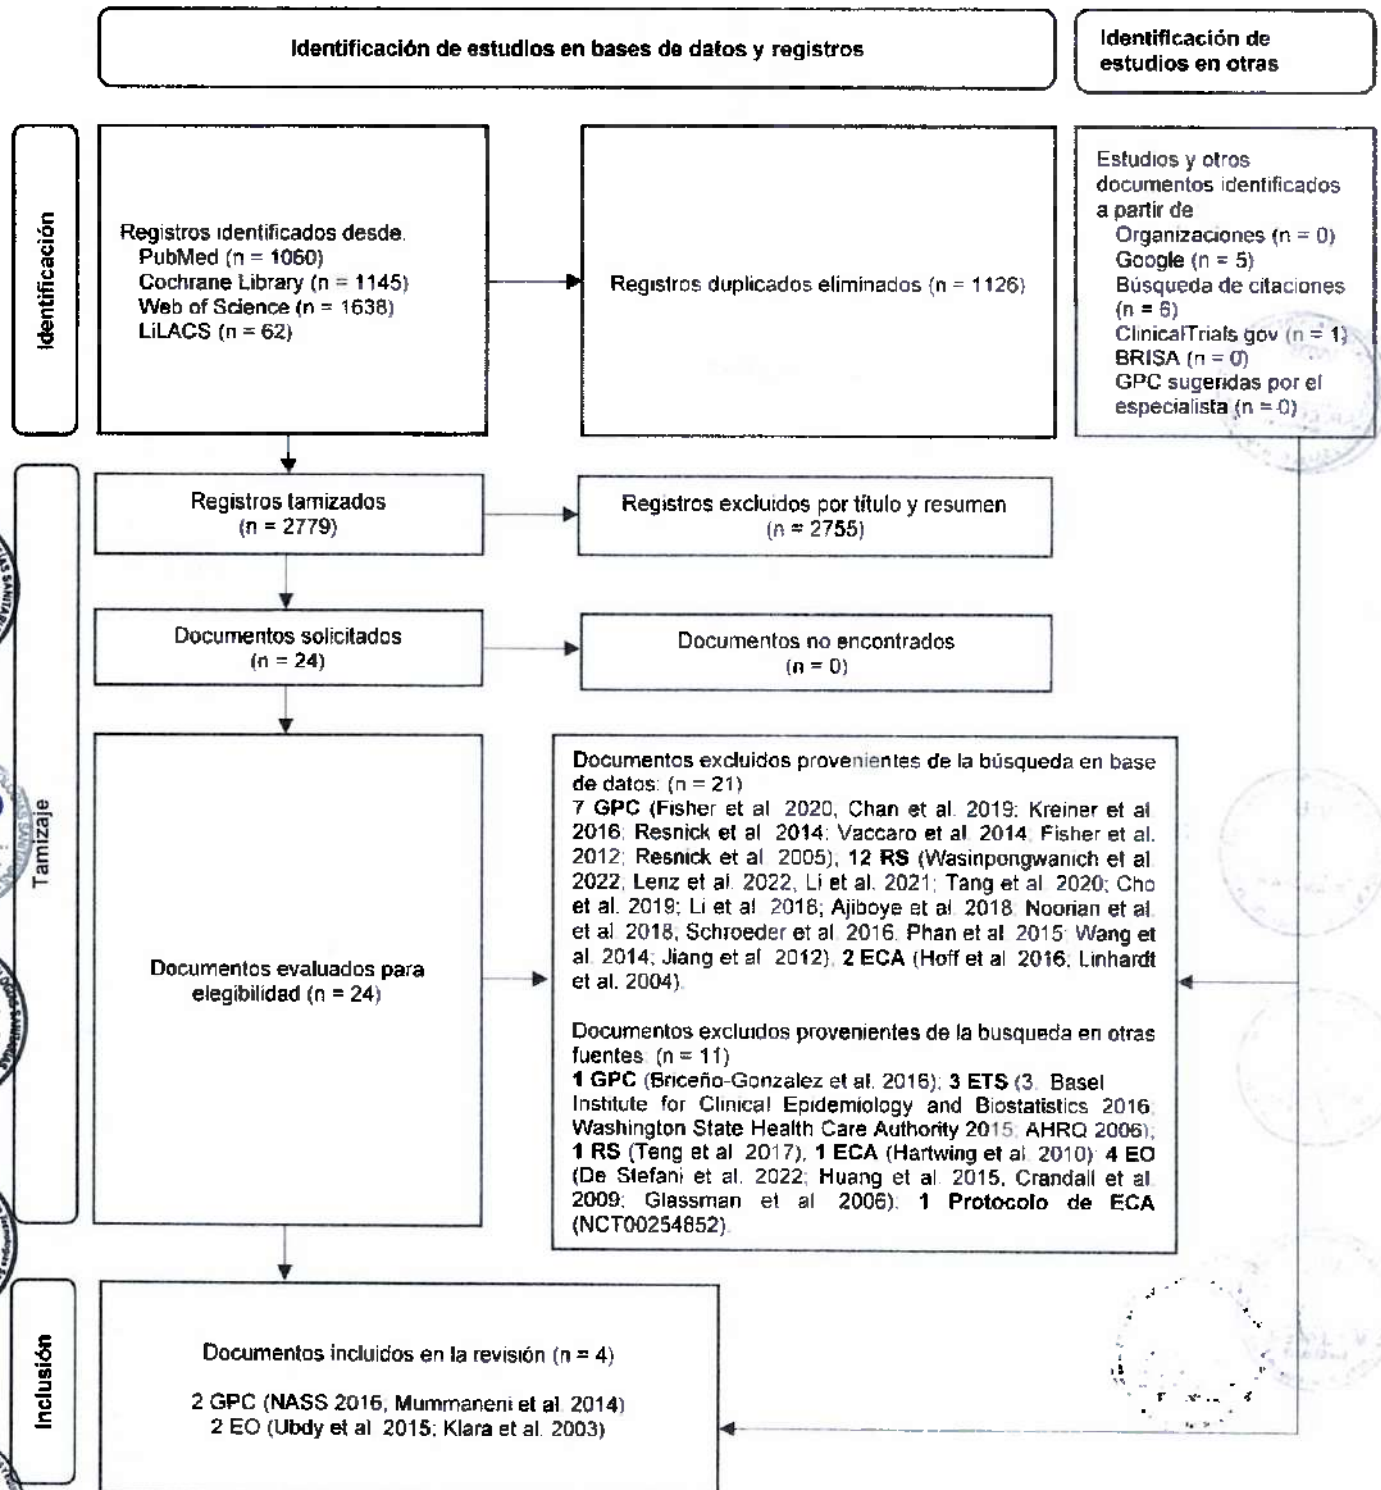 Identificación de estudios en bases de datos y registros
Identificación de
estudios en otras
Identificación
Registros identificados desde.
PubMed (n = 1060)
Cochrane Library (n = 1145)
Web of Science (n = 1638)
LiLACS (n = 62)
Registros duplicados eliminados (n = 1126)
Estudios y otros
documentos identificados
a partir de
Organizaciones (n = 0)
Google (n = 5)
Búsqueda de citaciones
(n = 6)
ClinicalTrials gov (n = 1)
BRISA (n = 0)
GPC sugeridas por el
especialista (n = 0)
Tamizaje
Registros tamizados
(n = 2779)
Registros excluidos por título y resumen
(n = 2755)
Documentos solicitados
(n = 24)
Documentos no encontrados
(n = 0)
Documentos evaluados para
elegibilidad (n = 24)
Documentos excluidos provenientes de la búsqueda en base
de datos: (n = 21)
7 GPC (Fisher et al 2020, Chan et al. 2019: Kreiner et al
2016; Resnick et al 2014: Vaccaro et al. 2014; Fisher et al.
2012; Resnick et al 2005); 12 RS (Wasinpongwanich et al
2022; Lenz et al. 2022, Li et al. 2021; Tang et al. 2020; Cho
et al. 2019; Li et al 2018; Ajiboye et al. 2018; Noorian et al.
et al 2018, Schroeder et al 2016. Phan et al 2015; Wang et
al. 2014; Jiang et al 2012), 2 ECA (Hoff et al 2016. Linhardt
et al. 2004).
Documentos excluidos provenientes de la busqueda en otras
fuentes: (n = 11)
1 GPC (Briceño-Gonzalez et al. 2016); 3 ETS (3. Basel
Institute for Clinical Epidemiology and Biostatistics 2016;
Washington State Health Care Authority 2015; AHRQ 2006);
1 RS (Teng et al 2017), 1 ECA (Hartwing et al 2010) 4 EO
(De Stefani et al. 2022; Huang et al 2015, Crandall et al.
2009; Glassman et al 2006); 1 Protocolo de ECA
(NCT00254852).
Inclusión
Documentos incluidos en la revisión (n = 4)
2 GPC (NASS 2016; Mummaneni et al. 2014)
2 EO (Ubdy et al 2015; Klara et al. 2003)